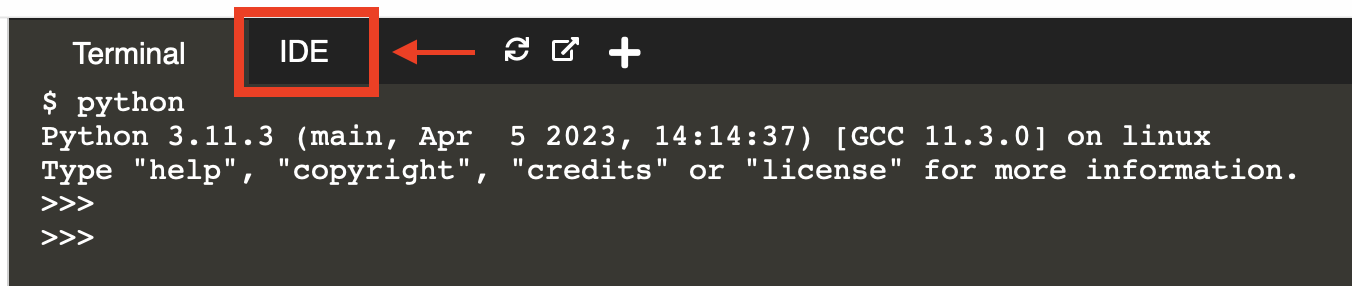 Terminal IDE
$ python
Python 3.11.3 (main, Apr  5 2023, 14:14:37) [GCC 11.3.0] on linux
Type "help", "copyright", "credits" or "license" for more information.
>>>
>>>